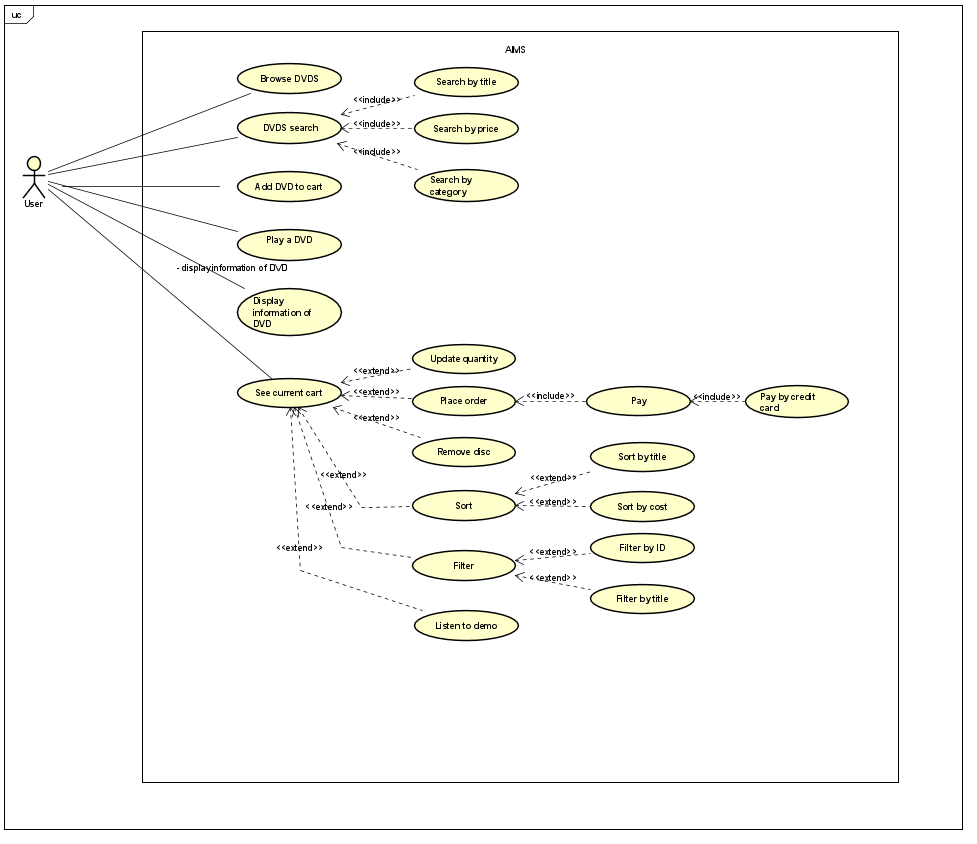 uc
AIMS
Browse DVDS
Search by title
<<include>>
DVDS search
<<include>>
Search by price
<<include>>
Search by
category
Add DVD to cart
User
Play a DVD
- displayinformation of DVD
Display
information of
DVD
Update quantity
<<extend>>
See current cart
<<extend>>
Place order
<<include>>
Pay
<<include>>
Pay by credit
card
<<extend>>
Remove disc
Sort by title
<<extend>>
<<extend>>
<<extend>>
Sort
<<extend>>
Sort by cost
<<extend>>
<<extend>>
Filter by ID
Filter
<<extend>>
Filter by title
Listen to demo